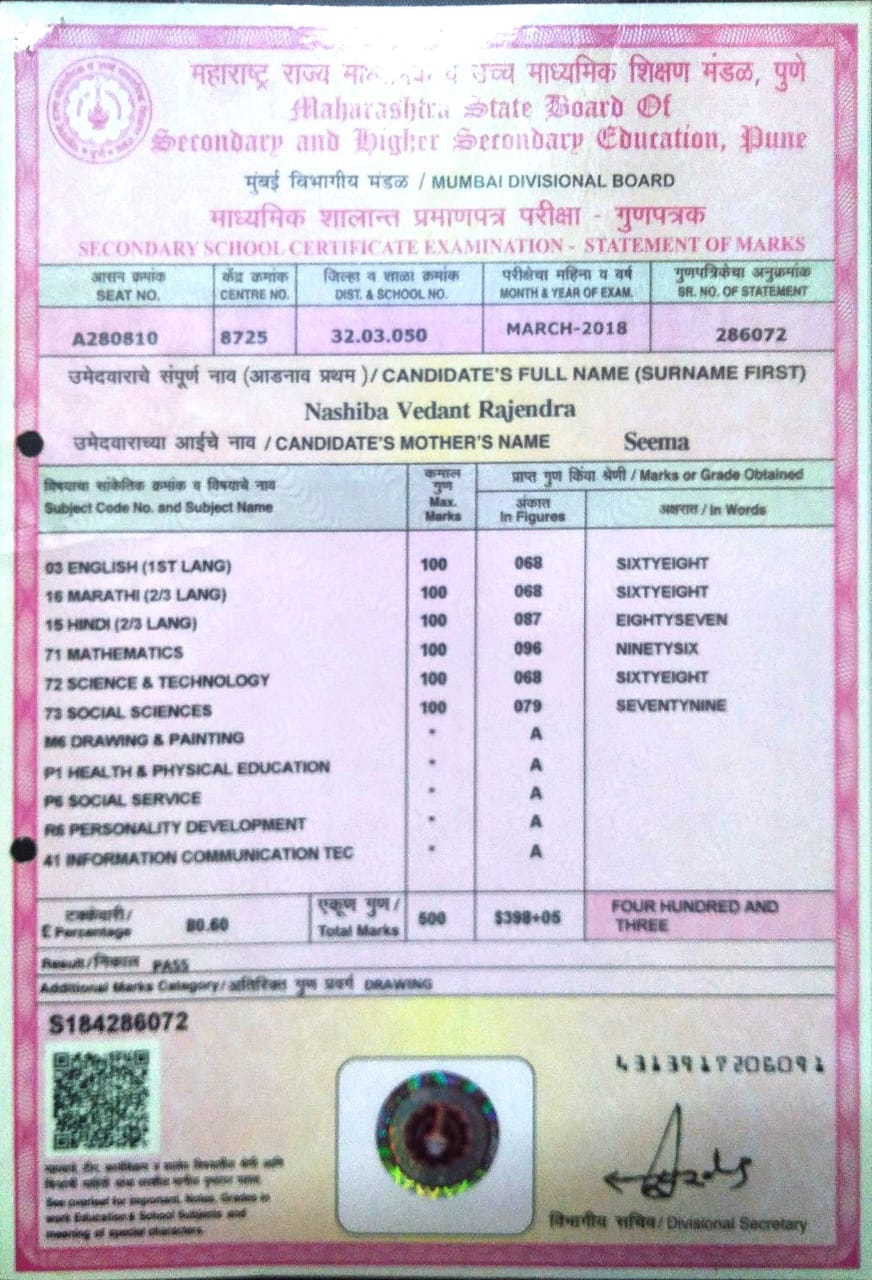 महाराष्ट्र राज्य व उच्च माध्यमिक शिक्षण मंडळ, पुणे
Maharashtra State Board Of
Secondary and Higher Secondary Education, Pune
मुंबई विभागीय मंडळ / MUMBAI DIVISIONAL BOARD
माध्यमिक शालान्त प्रमाणपत्र परीक्षा - गुणपत्रक
SECONDARY SCHOOL CERTIFICATE EXAMINATION - STATEMENT OF MARKS
आसन क्रमांक केंद्र क्रमांक जिल्हा व शाळा क्रमांक परीक्षेचा महिना व वर्ष गुणपत्रिकेचा अनुक्रमांक
SEAT NO. CENTRE NO. DIST. & SCHOOL NO. MONTH & YEAR OF EXAM. SR. NO. OF STATEMENT
A280810 8725 32.03.050 MARCH-2018 286072
उमेदवाराचे संपूर्ण नाव (आडनाव प्रथम )/ CANDIDATE'S FULL NAME (SURNAME FIRST)
Nashiba Vedant Rajendra
उमेदवाराच्या आईचे नाव / CANDIDATE'S MOTHER'S NAME Seema
विषयाचा सांकेतिक क्रमांक व विषयाचे नाव कमाल गुण प्राप्त गुण किंवा श्रेणी / Marks or Grade Obtained
Subject Code No. and Subject Name Max. Marks अंकात In Figures अक्षरात / In Words
03 ENGLISH (1ST LANG) 100 068 SIXTYEIGHT
16 MARATHI (2/3 LANG) 100 068 SIXTYEIGHT
15 HINDI (2/3 LANG) 100 087 EIGHTYSEVEN
71 MATHEMATICS 100 096 NINETYSIX
72 SCIENCE & TECHNOLOGY 100 068 SIXTYEIGHT
73 SOCIAL SCIENCES 100 079 SEVENTYNINE
M6 DRAWING & PAINTING * A
P1 HEALTH & PHYSICAL EDUCATION * A
P6 SOCIAL SERVICE * A
R6 PERSONALITY DEVELOPMENT * A
41 INFORMATION COMMUNICATION TEC * A
टक्केवारी/ एकूण गुण / FOUR HUNDRED AND
£ Percentage 80.60 Total Marks 500 $398+05 THREE
Result/निकाल PASS
Additional Marks Category/अतिरिक्त गुण प्रवर्ग DRAWING
S184286072
4313917206091
See overleaf for Important, Notes, Grades in
work Education & School Subjects and
meaning of special characters.
विभागीय सचिव/ Divisional Secretary